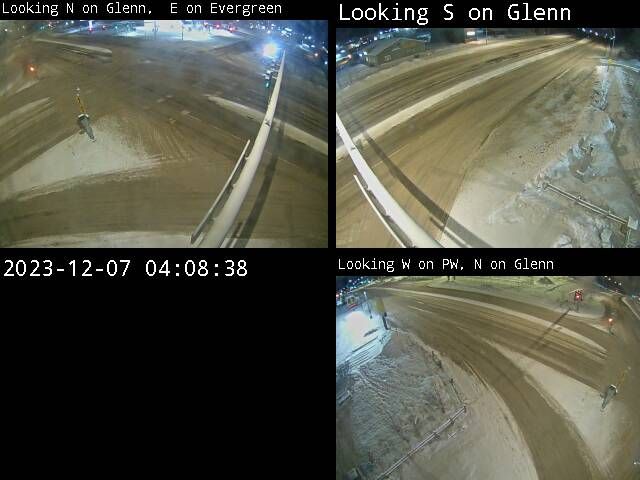 Looking N on Glenn,  E on Evergreen
Looking S on Glenn
2023-12-07 04:08:38
Looking W on PW, N on Glenn